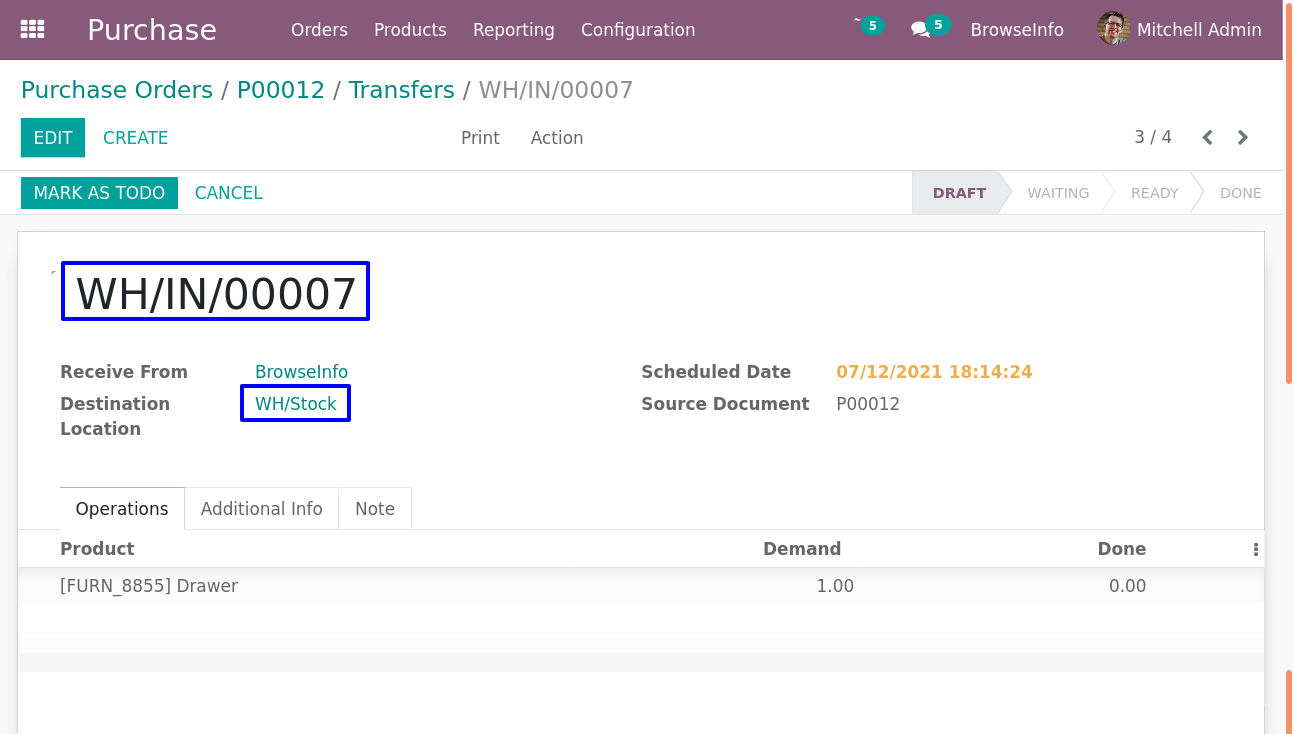 Purchase Orders Products Reporting Configuration 5 5 BrowseInfo Mitchell Admin
Purchase Orders / P00012 / Transfers / WH/IN/00007
EDIT CREATE Print Action 3 / 4
MARK AS TODO CANCEL DRAFT WAITING READY DONE
WH/IN/00007
Receive From BrowseInfo Scheduled Date 07/12/2021 18:14:24
Destination WH/Stock Source Document P00012
Location
Operations Additional Info Note
Product Demand Done
[FURN_8855] Drawer 1.00 0.00